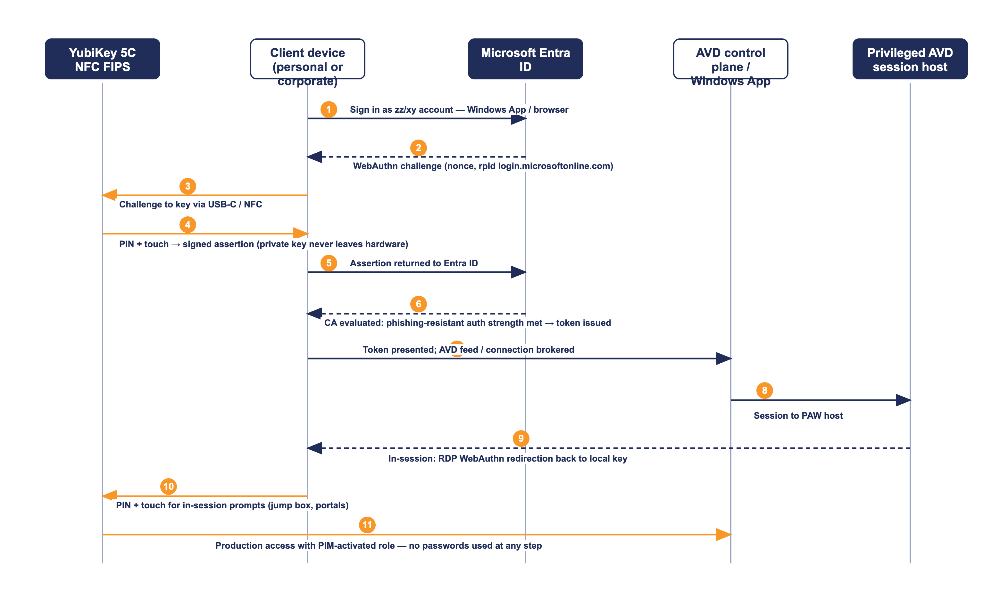 YubiKey 5C
NFC FIPS
Client device
(personal or
corporate)
Microsoft Entra
ID
AVD control
plane /
Windows App
Privileged AVD
session host
1
Sign in as zz/xy account — Windows App / browser
2
WebAuthn challenge (nonce, rpId login.microsoftonline.com)
3
Challenge to key via USB-C / NFC
4
PIN + touch → signed assertion (private key never leaves hardware)
5
Assertion returned to Entra ID
6
CA evaluated: phishing-resistant auth strength met → token issued
Token presented; AVD feed / connection brokered
8
Session to PAW host
9
In-session: RDP WebAuthn redirection back to local key
10
PIN + touch for in-session prompts (jump box, portals)
11
Production access with PIM-activated role — no passwords used at any step